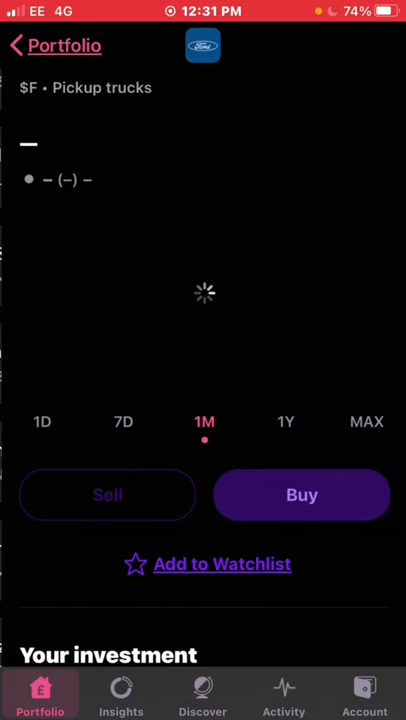 EE 4G 12:31 PM 74%
Portfolio
Ford
$F • Pickup trucks
–
– (–) –
1D 7D 1M 1Y MAX
Sell Buy
Add to Watchlist
Your investment
£
Portfolio Insights Discover Activity Account